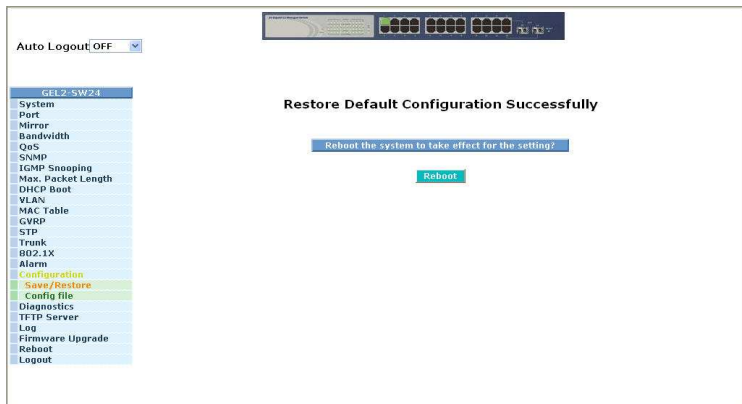 Auto Logout OFF
GEL2-SW24
System
Port
Mirror
Bandwidth
QoS
SNMP
IGMP Snooping
Max. Packet Length
DHCP Boot
VLAN
MAC Table
GVRP
STP
Trunk
802.1X
Alarm
Configuration
Save/Restore
Config file
Diagnostics
TFTP Server
Log
Firmware Upgrade
Reboot
Logout
Restore Default Configuration Successfully
Reboot the system to take effect for the setting?
Reboot